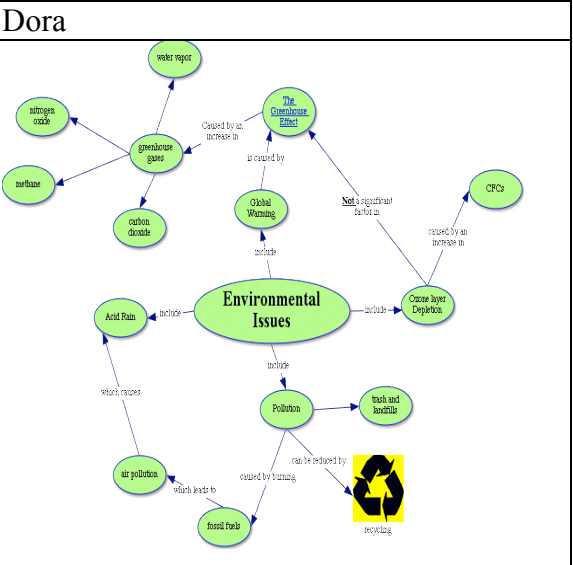 Dora
water vapor
nitrogen
oxide
The
Greenhouse
Effect
Caused by an
increase in
greenhouse
gases
is caused by
methane
CFCs
Not a significant
factor in
Global
Warming
carbon
dioxide
caused by an
increase in
include
Environmental
Issues
Ozone layer
Depletion
include
Acid Rain
include
include
trash and
landfills
Pollution
which causes
can be reduced by
air pollution
caused by burning
which leads to
fossil fuels
recycling